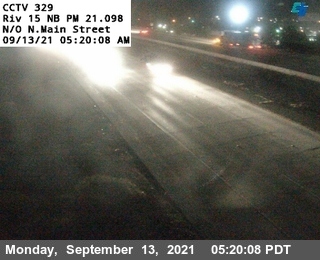 CCTV 329
Riv 15 NB PM 21.098
N/O N.Main Street
09/13/21 05:20:08 AM
Monday, September 13, 2021 05:20:08 PDT